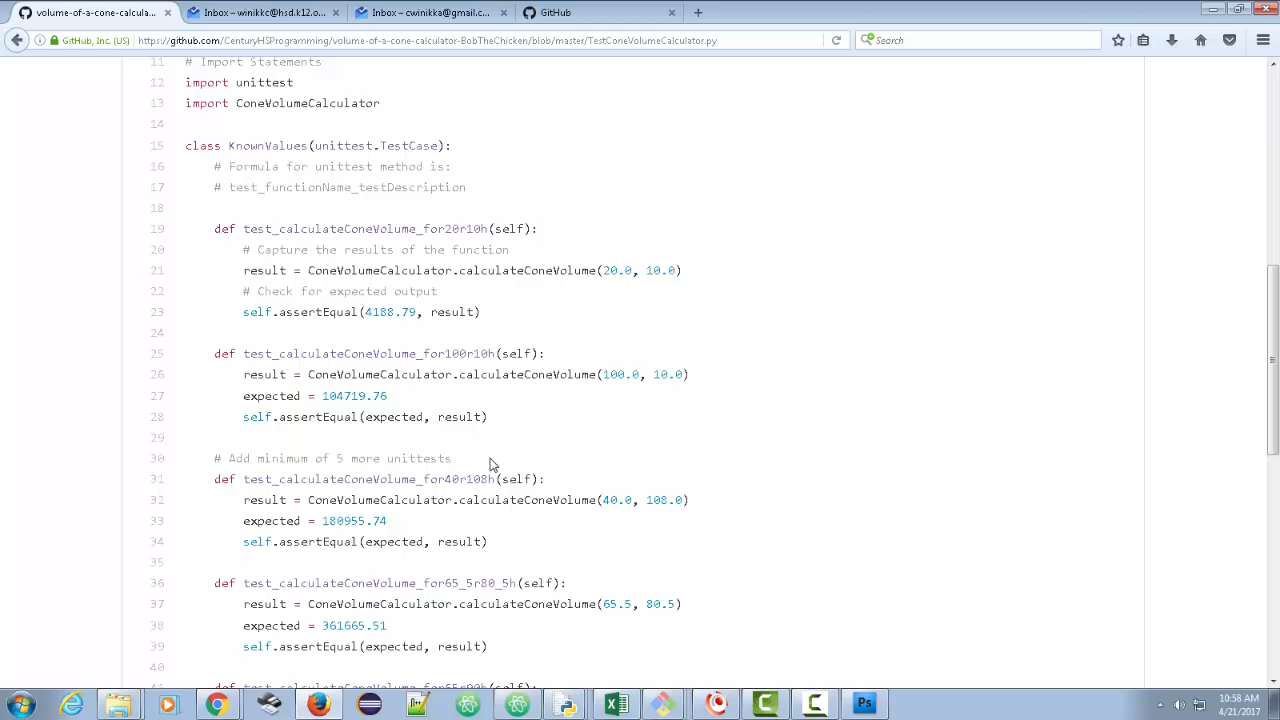 volume-of-a-cone-calcula...
Inbox – winikkc@hsd.k12.o...
Inbox – cwinikka@gmail.c...
GitHub
GitHub, Inc. (US)
https://github.com/CenturyHSProgramming/volume-of-a-cone-calculator-BobTheChicken/blob/master/TestConeVolumeCalculator.py
Search
11 # Import Statements
12 import unittest
13 import ConeVolumeCalculator
14
15 class KnownValues(unittest.TestCase):
16 # Formula for unittest method is:
17 # test_functionName_testDescription
18
19 def test_calculateConeVolume_for20r10h(self):
20 # Capture the results of the function
21 result = ConeVolumeCalculator.calculateConeVolume(20.0, 10.0)
22 # Check for expected output
23 self.assertEqual(4188.79, result)
24
25 def test_calculateConeVolume_for100r10h(self):
26 result = ConeVolumeCalculator.calculateConeVolume(100.0, 10.0)
27 expected = 104719.76
28 self.assertEqual(expected, result)
29
30 # Add minimum of 5 more unittests
31 def test_calculateConeVolume_for40r108h(self):
32 result = ConeVolumeCalculator.calculateConeVolume(40.0, 108.0)
33 expected = 180955.74
34 self.assertEqual(expected, result)
35
36 def test_calculateConeVolume_for65_5r80_5h(self):
37 result = ConeVolumeCalculator.calculateConeVolume(65.5, 80.5)
38 expected = 361665.51
39 self.assertEqual(expected, result)
40
10:58 AM
4/21/2017